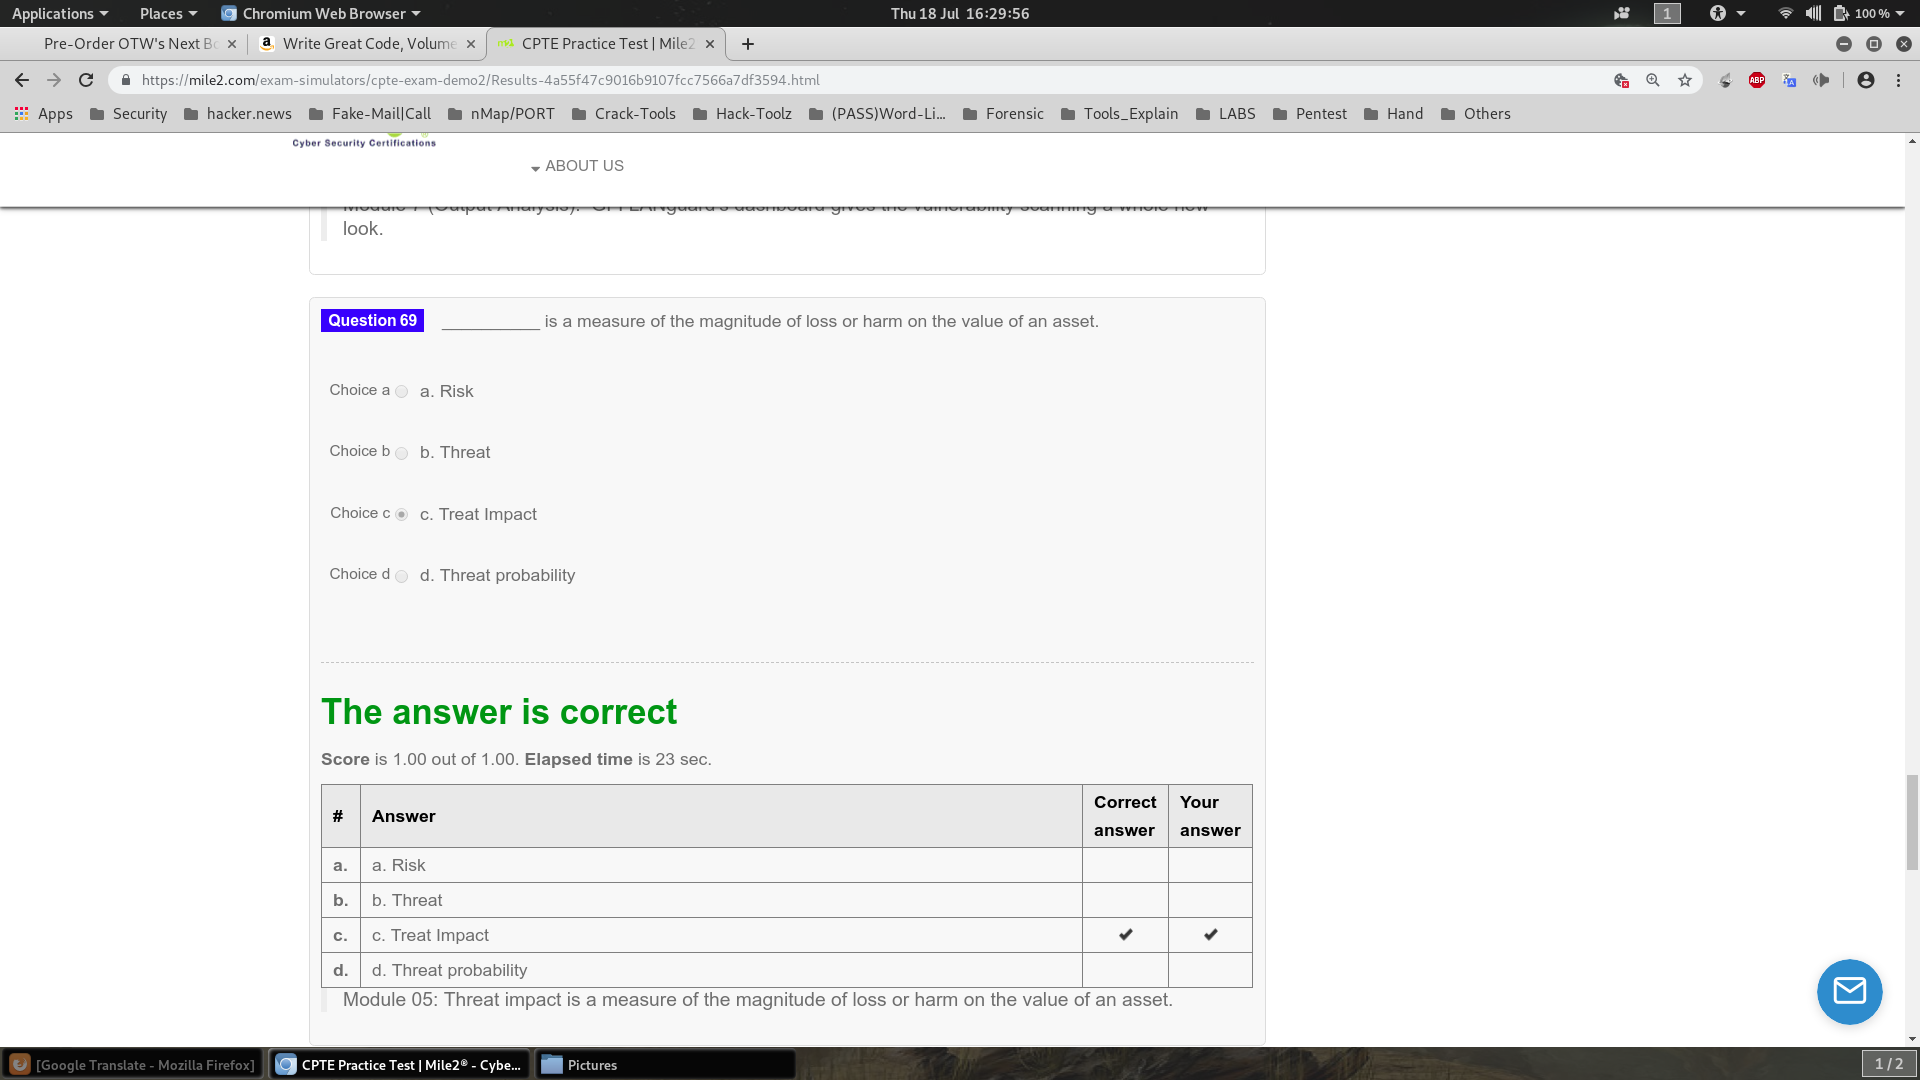 Applications Places Chromium Web Browser Thu 18 Jul 16:29:56 1 100 %
Pre-Order OTW's Next Bo Write Great Code, Volume CPTE Practice Test | Mile2
https://mile2.com/exam-simulators/cpte-exam-demo2/Results-4a55f47c9016b9107fcc7566a7df3594.html ABP
Apps Security hacker.news Fake-Mail|Call nMap/PORT Crack-Tools Hack-Toolz (PASS)Word-Li... Forensic Tools_Explain LABS Pentest Hand Others
Cyber Security Certifications
ABOUT US
look.
Question 69 ___________ is a measure of the magnitude of loss or harm on the value of an asset.
Choice a a. Risk
Choice b b. Threat
Choice c c. Treat Impact
Choice d d. Threat probability
The answer is correct
Score is 1.00 out of 1.00. Elapsed time is 23 sec.
# Answer Correct answer Your answer
a. a. Risk
b. b. Threat
c. c. Treat Impact
d. d. Threat probability
Module 05: Threat impact is a measure of the magnitude of loss or harm on the value of an asset.
[Google Translate - Mozilla Firefox] CPTE Practice Test | Mile2® - Cybe... Pictures 1 / 2